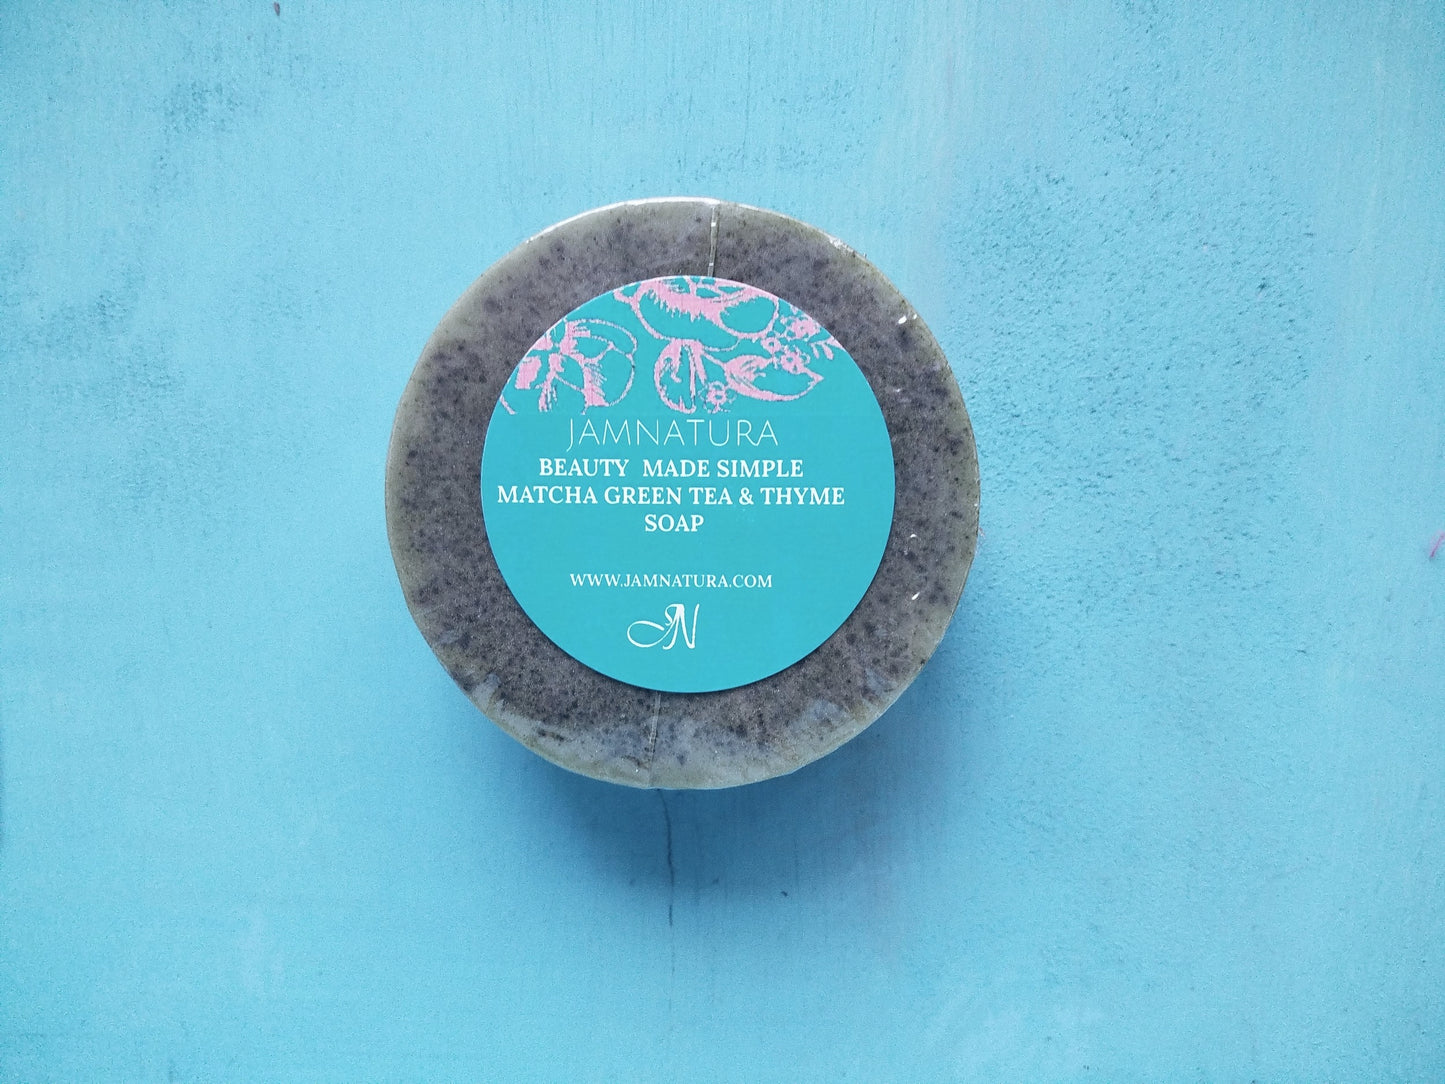 JAMNATURA
BEAUTY MADE SIMPLE
MATCHA GREEN TEA & THYME
SOAP
WWW.JAMNATURA.COM
JN